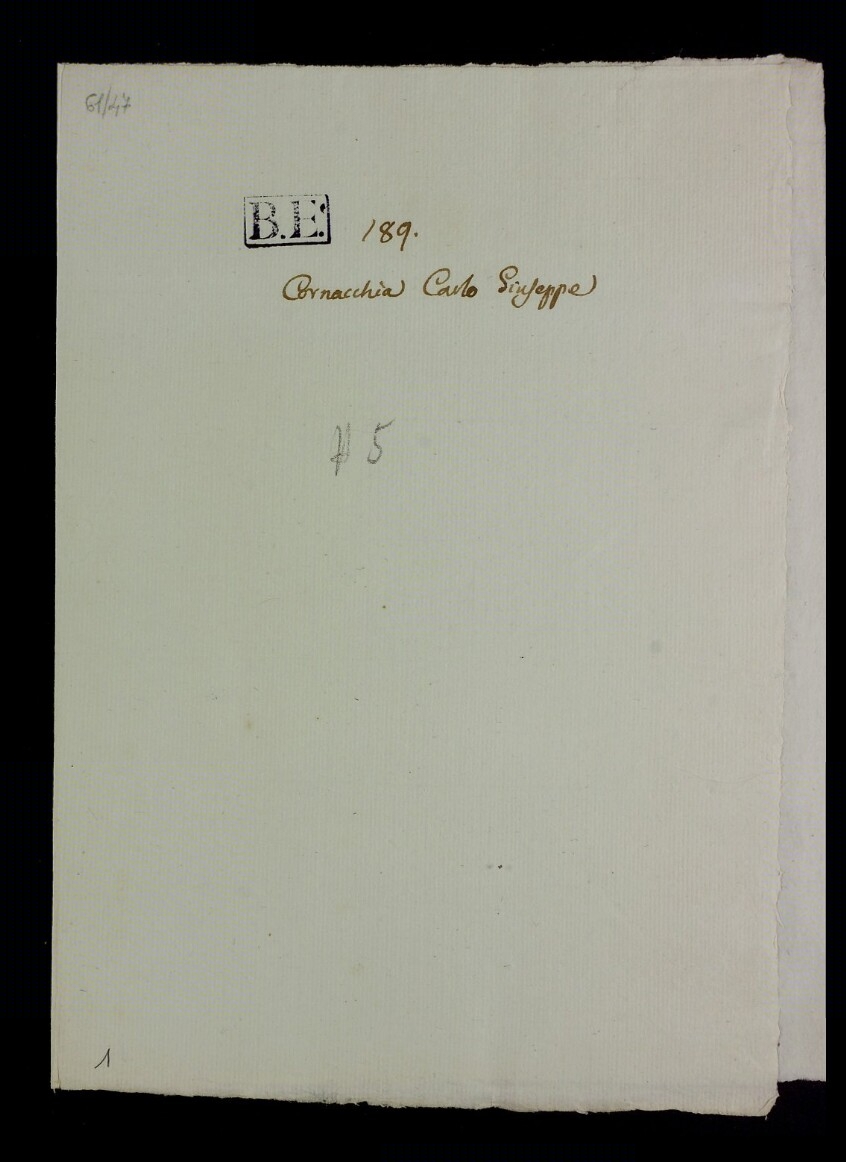 61/47
B.E. 189.
Cornacchia Carlo Giuseppe
# 5
1